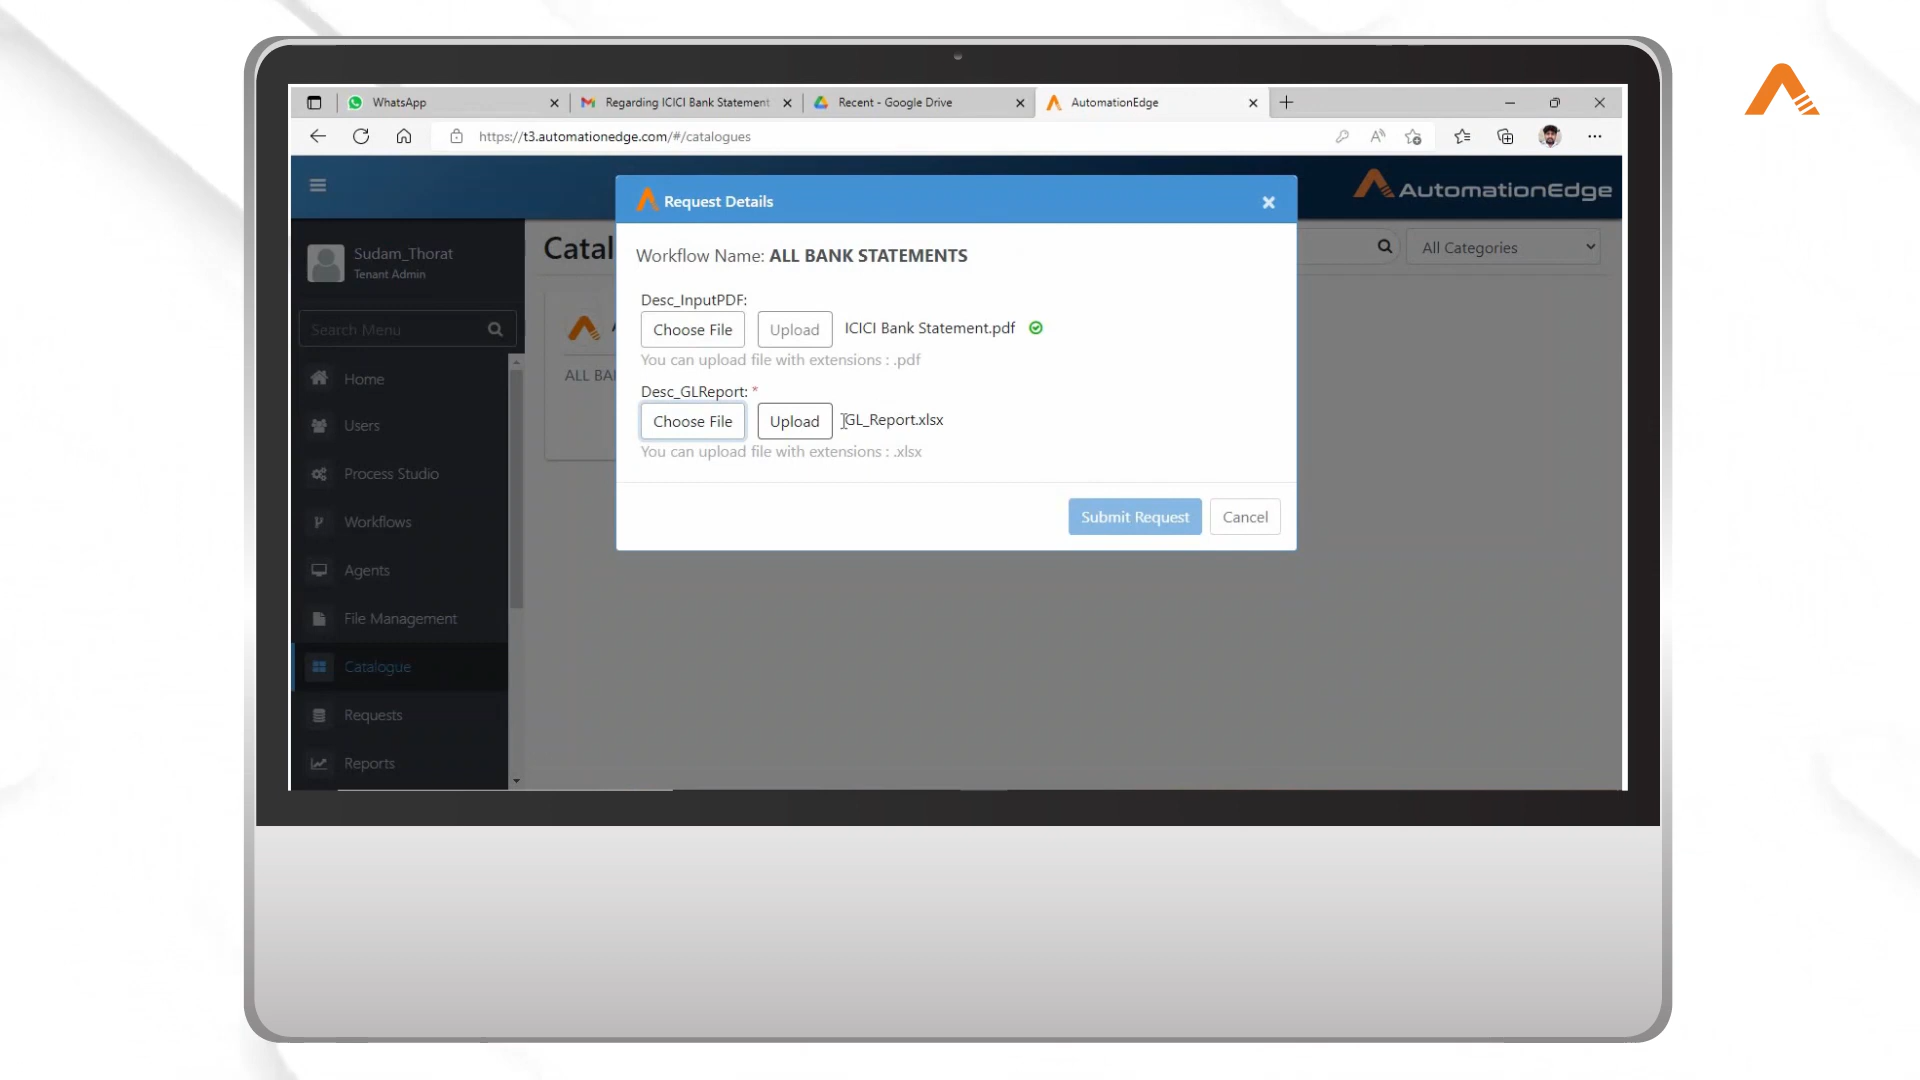 WhatsApp
Regarding ICICI Bank Statement
Recent - Google Drive
AutomationEdge
https://t3.automationedge.com/#/catalogues
AutomationEdge
Request Details
Sudam_Thorat
Tenant Admin
Catal
All Categories
Workflow Name: ALL BANK STATEMENTS
Search Menu
Desc_InputPDF:
Choose File
Upload
ICICI Bank Statement.pdf
You can upload file with extensions : .pdf
ALL BA
Desc_GLReport: *
Choose File
Upload
GL_Report.xlsx
You can upload file with extensions : .xlsx
Submit Request
Cancel
Home
Users
Process Studio
Workflows
Agents
File Management
Catalogue
Requests
Reports